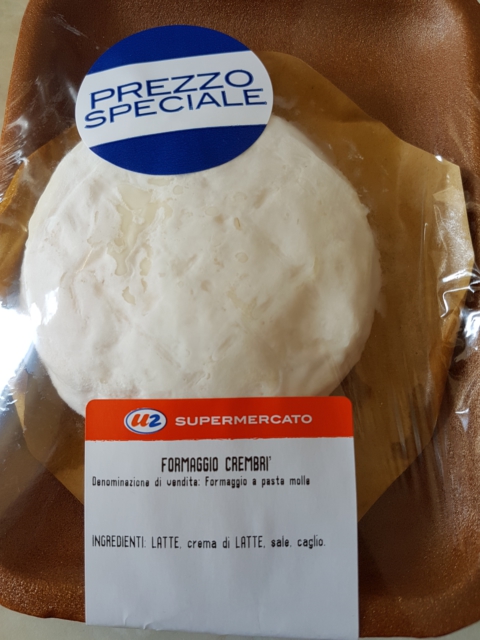 PREZZO
SPECIALE
U2 SUPERMERCATO
FORMAGGIO CREMBRI'
Denominazione di vendita: Formaggio a pasta molle
INGREDIENTI: LATTE, crema di LATTE, sale, caglio.